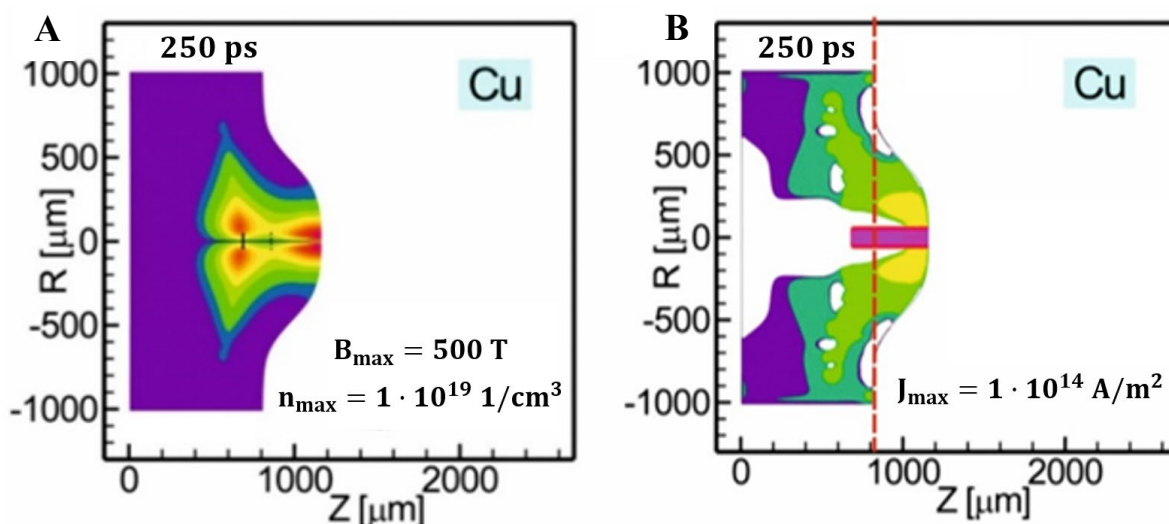 A
250 ps
Cu
1000
500
0
-500
-1000
R [μm]
B_max = 500 T
n_max = 1 · 10^19 1/cm^3
0
1000
2000
Z [μm]
B
250 ps
Cu
1000
500
0
-500
-1000
R [μm]
J_max = 1 · 10^14 A/m^2
0
1000
2000
Z [μm]